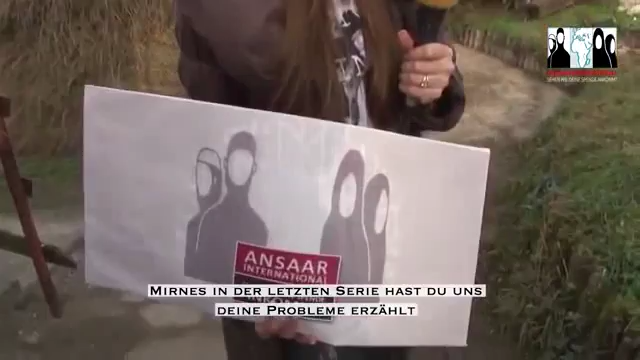 ANSAAR
INTERNATIONAL
MIRNES IN DER LETZTEN SERIE HAST DU UNS
DEINE PROBLEME ERZÄHLT